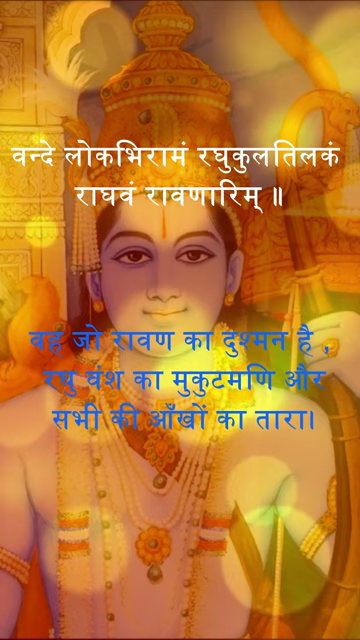 वन्दे लोकभिरामं रघुकुलतिलकं
राघवं रावणारिम् ॥
वह जो रावण का दुश्मन है ,
रघु वंश का मुकुटमणि और
सभी की आँखों का तारा।